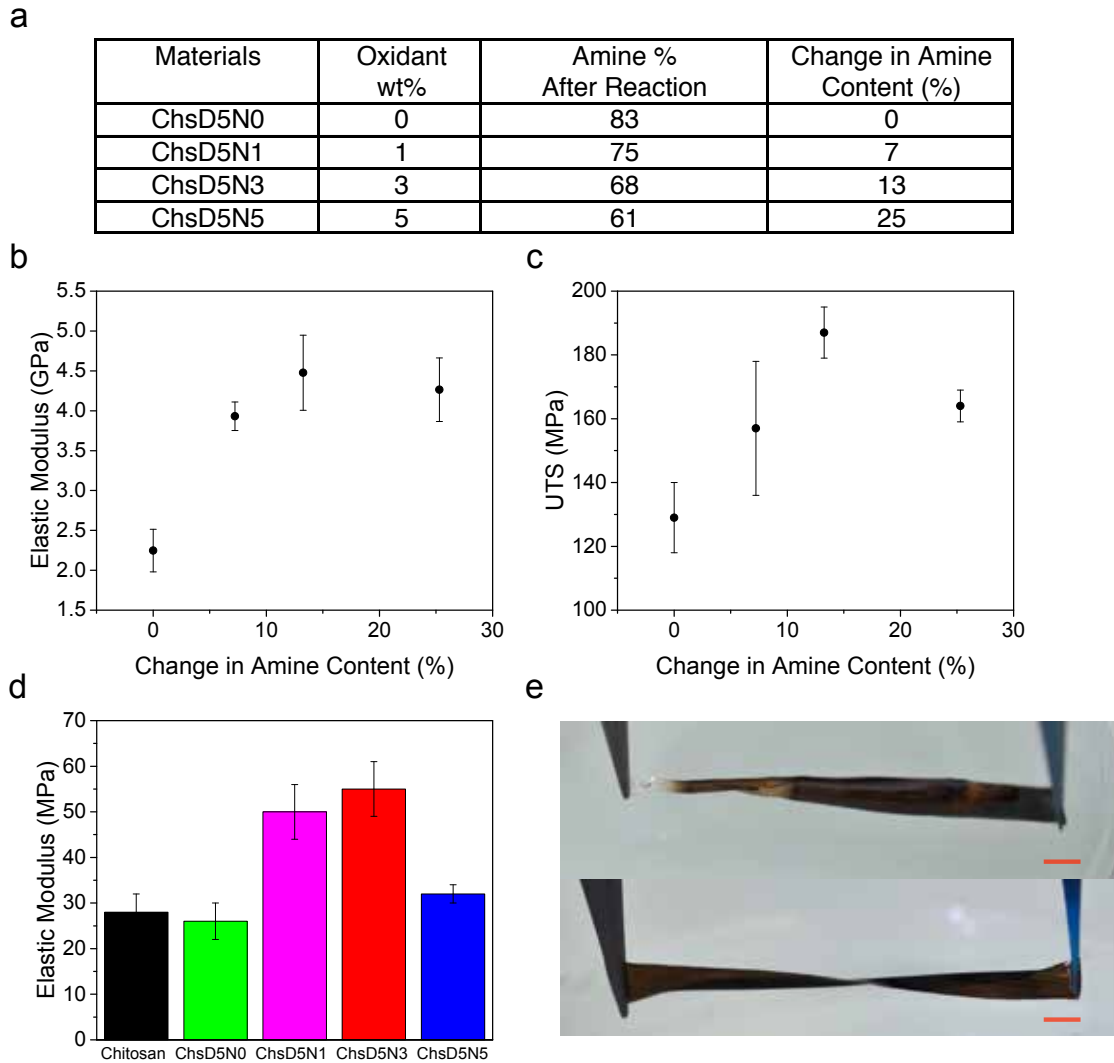 a
Materials Oxidant wt% Amine % After Reaction Change in Amine Content (%)
ChsD5N0 0 83 0
ChsD5N1 1 75 7
ChsD5N3 3 68 13
ChsD5N5 5 61 25
b
Elastic Modulus (GPa)
5.5
5.0
4.5
4.0
3.5
3.0
2.5
2.0
1.5
0 10 20 30
Change in Amine Content (%)
c
UTS (MPa)
200
180
160
140
120
100
0 10 20 30
Change in Amine Content (%)
d
Elastic Modulus (MPa)
70
60
50
40
30
20
10
0
Chitosan ChsD5N0 ChsD5N1 ChsD5N3 ChsD5N5
e